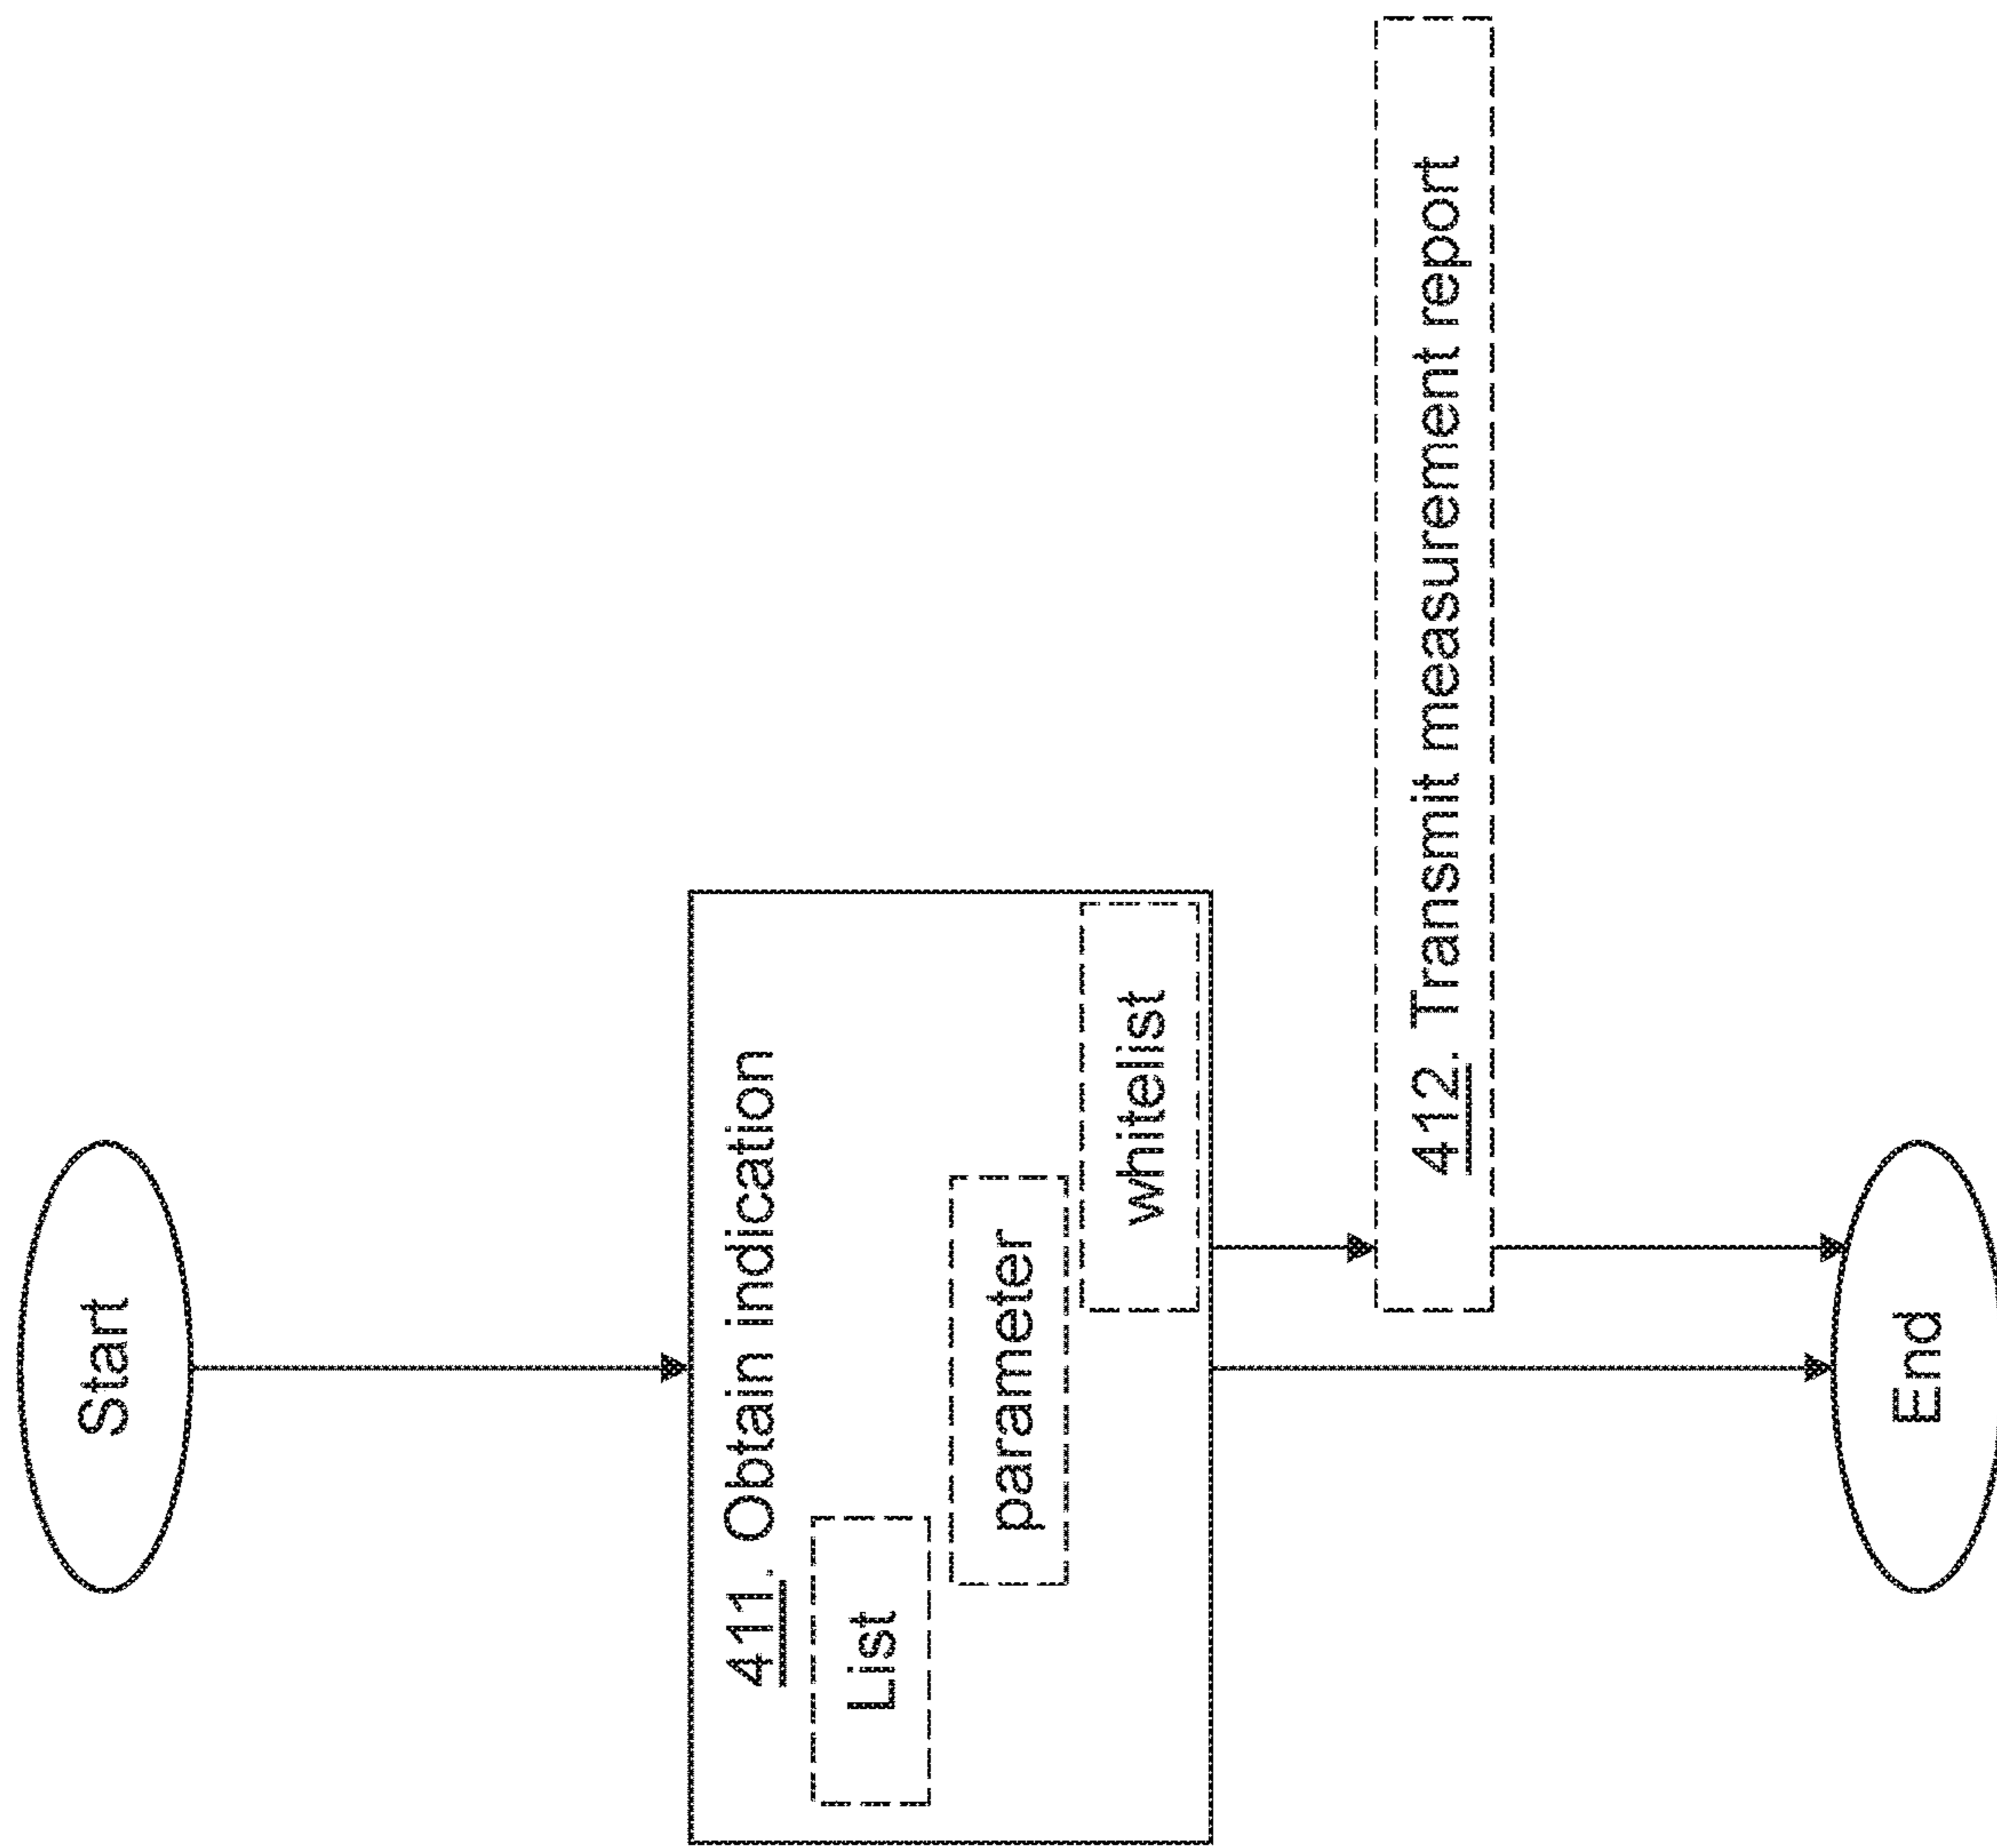 Start
411. Obtain indication
List
parameter
whitelist
412. Transmit measurement report
End